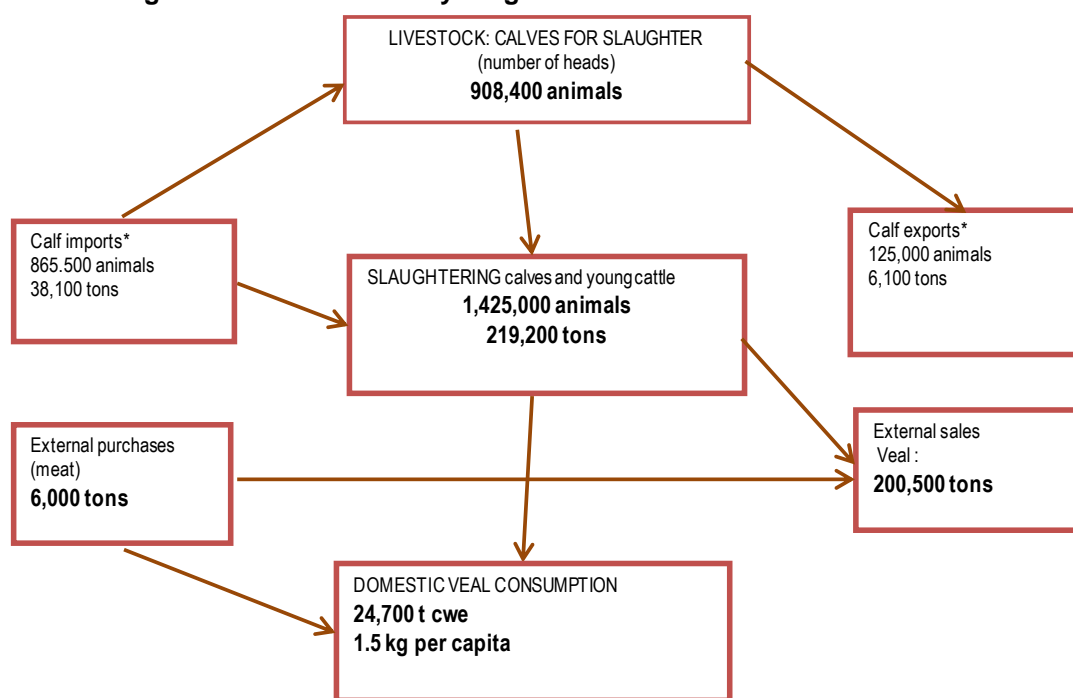 LIVESTOCK: CALVES FOR SLAUGHTER
(number of heads)
908,400 animals
Calf imports*
865.500 animals
38,100 tons
Calf exports*
125,000 animals
6,100 tons
SLAUGHTERING calves and young cattle
1,425,000 animals
219,200 tons
External purchases
(meat)
6,000 tons
External sales
Veal :
200,500 tons
DOMESTIC VEAL CONSUMPTION
24,700 t cwe
1.5 kg per capita